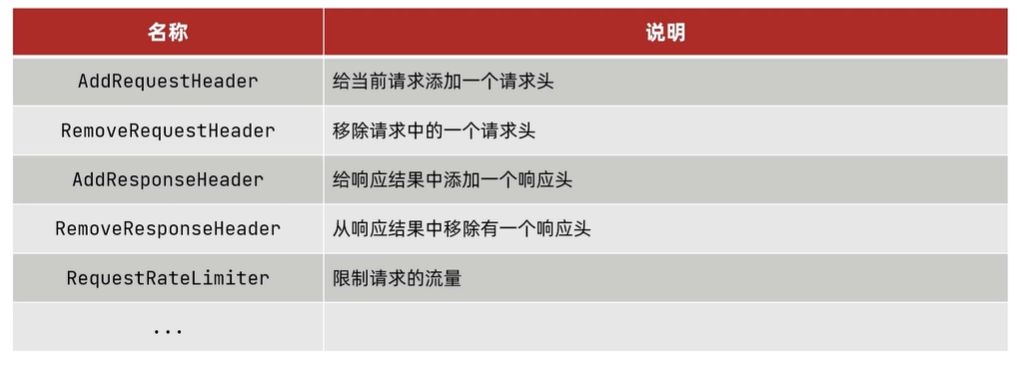 名称 说明
AddRequestHeader 给当前请求添加一个请求头
RemoveRequestHeader 移除请求中的一个请求头
AddResponseHeader 给响应结果中添加一个响应头
RemoveResponseHeader 从响应结果中移除有一个响应头
RequestRateLimiter 限制请求的流量
...